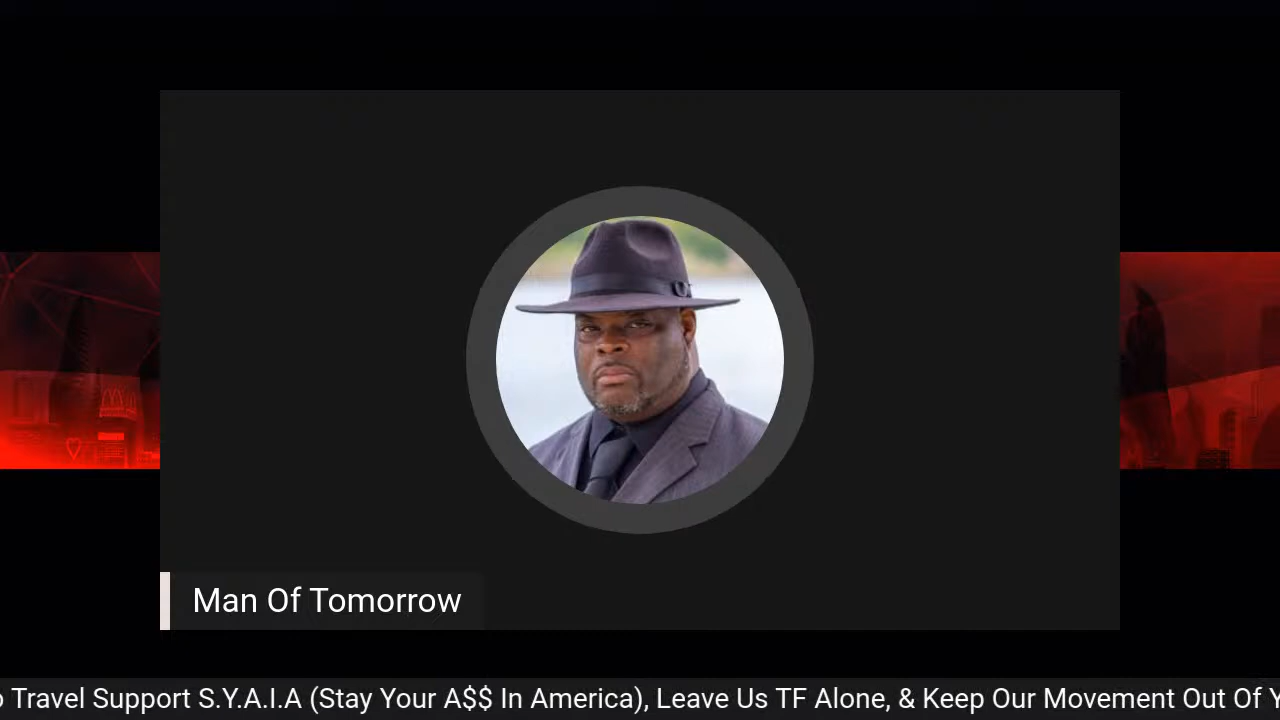 Man Of Tomorrow
Travel Support S.Y.A.I.A (Stay Your A$$ In America), Leave Us TF Alone, & Keep Our Movement Out Of